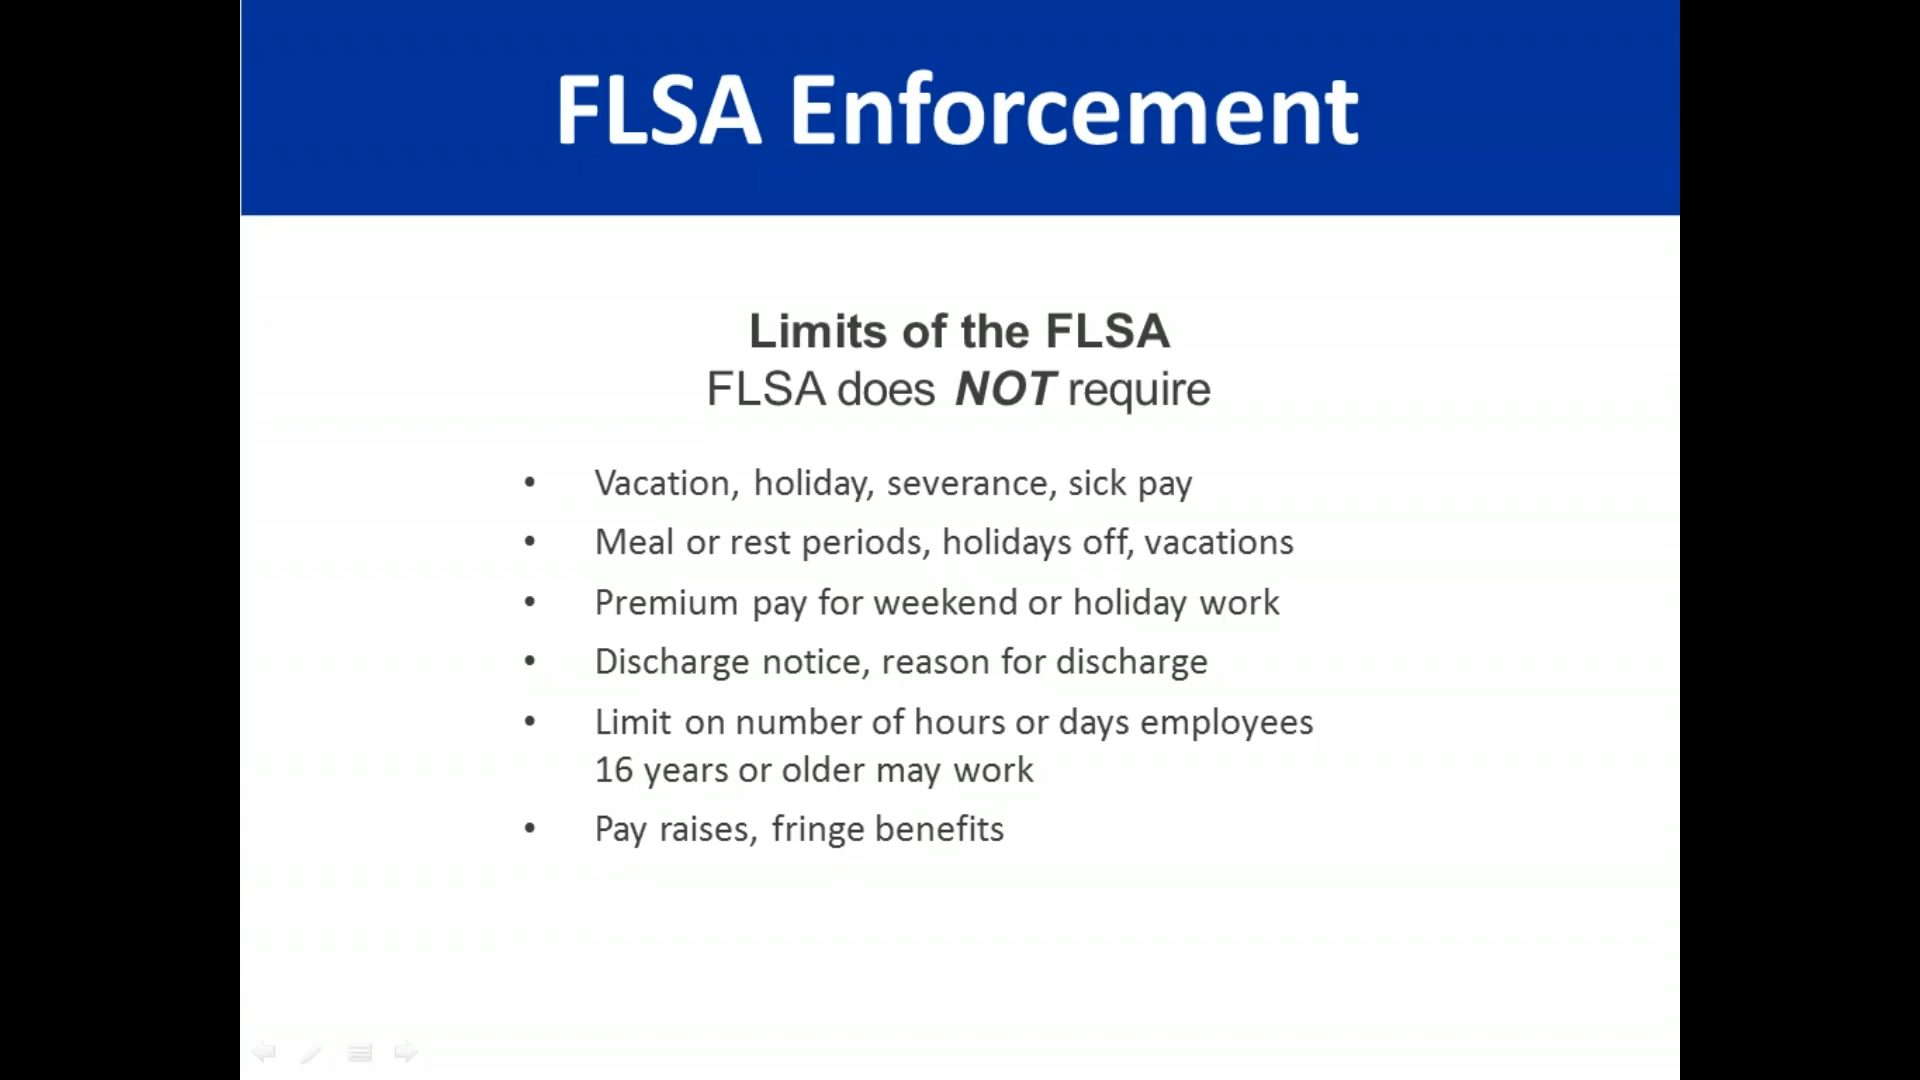 FLSA Enforcement
Limits of the FLSA
FLSA does NOT require
• Vacation, holiday, severance, sick pay
• Meal or rest periods, holidays off, vacations
• Premium pay for weekend or holiday work
• Discharge notice, reason for discharge
• Limit on number of hours or days employees
16 years or older may work
• Pay raises, fringe benefits